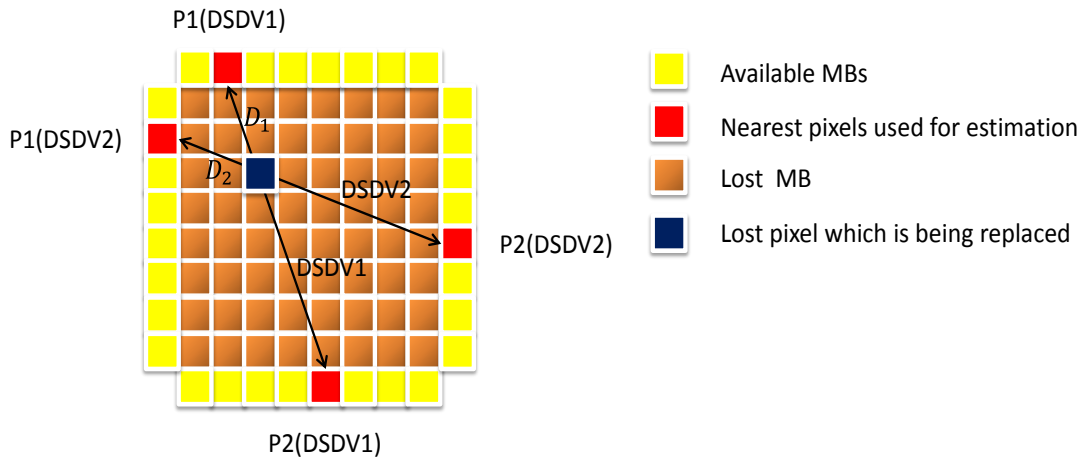 P1(DSDV1)
Available MBs
D₁
Nearest pixels used for estimation
P1(DSDV2)
D₂
DSDV2
Lost MB
Lost pixel which is being replaced
P2(DSDV2)
DSDV1
P2(DSDV1)